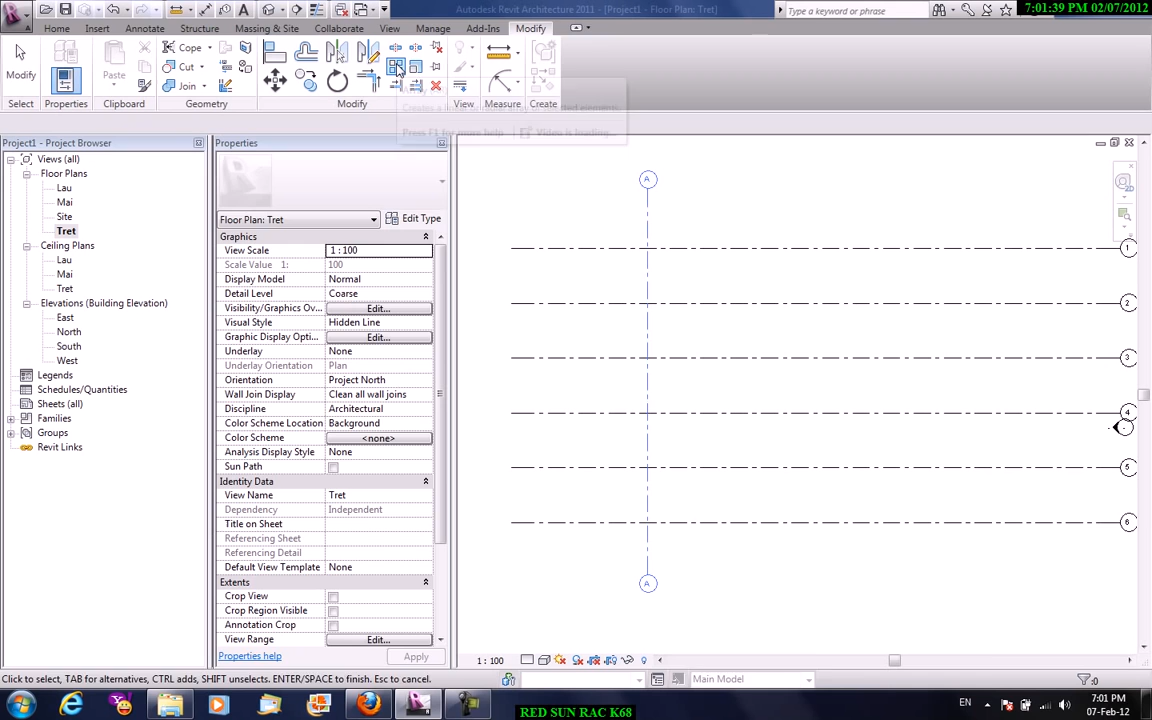 Autodesk Revit Architecture 2011 - [Project1 - Floor Plan: Tret]
Type a keyword or phrase
7:01:39 PM 02/07/2012
Home Insert Annotate Structure Massing & Site Collaborate View Manage Add-Ins Modify
Modify
Paste
Cope
Cut
Join
Select Properties Clipboard Geometry Modify View Measure Create
Press F1 for more help
Video is loading...
Project1 - Project Browser
Views (all)
Floor Plans
Lau
Mai
Site
Tret
Ceiling Plans
Lau
Mai
Tret
Elevations (Building Elevation)
East
North
South
West
Legends
Schedules/Quantities
Sheets (all)
Families
Groups
Revit Links
Properties
Floor Plan: Tret
Edit Type
Graphics
View Scale 1 : 100
Scale Value 1: 100
Display Model Normal
Detail Level Coarse
Visibility/Graphics Ov... Edit...
Visual Style Hidden Line
Graphic Display Opti... Edit...
Underlay None
Underlay Orientation Plan
Orientation Project North
Wall Join Display Clean all wall joins
Discipline Architectural
Color Scheme Location Background
Color Scheme <none>
Analysis Display Style None
Sun Path
Identity Data
View Name Tret
Dependency Independent
Title on Sheet
Referencing Sheet
Referencing Detail
Default View Template None
Extents
Crop View
Crop Region Visible
Annotation Crop
View Range Edit...
Properties help
Apply
A
1
2
3
4
5
6
A
1 : 100
Click to select, TAB for alternatives, CTRL adds, SHIFT unselects. ENTER/SPACE to finish. Esc to cancel.
Main Model
:0
EN
7:01 PM
07-Feb-12
RED SUN RAC K68